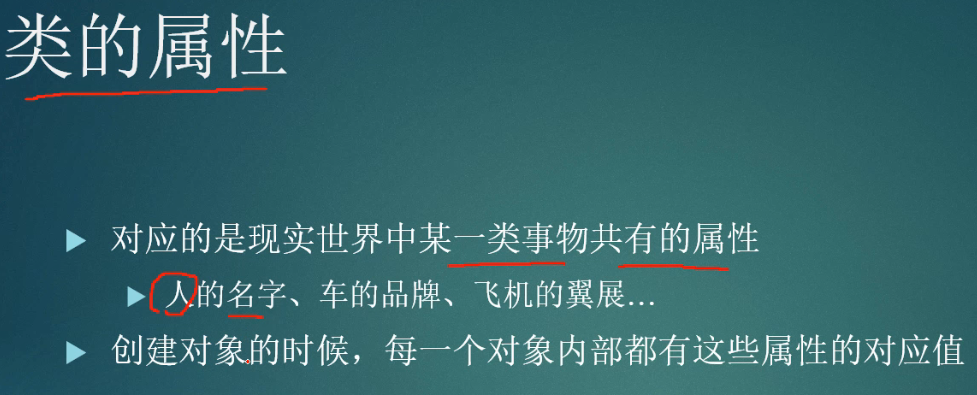 类的属性
对应的是现实世界中某一类事物共有的属性
人的名字、车的品牌、飞机的翼展...
创建对象的时候，每一个对象内部都有这些属性的对应值